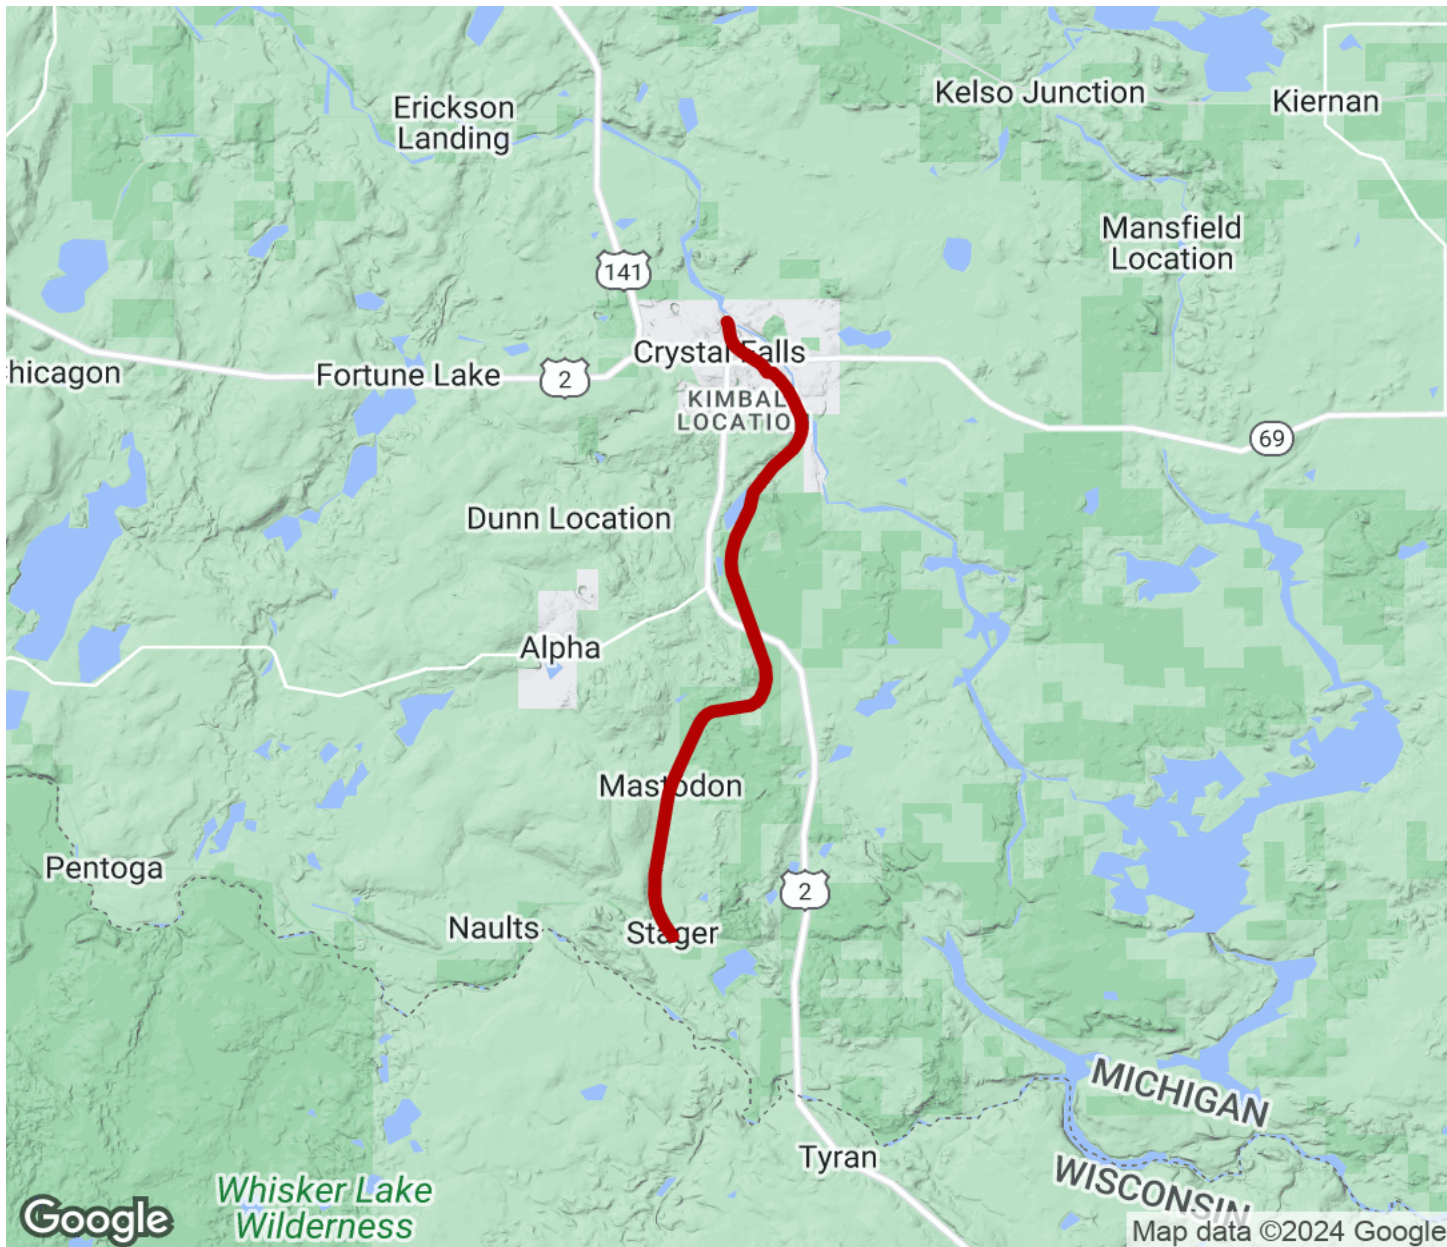 Erickson
Landing
Kelso Junction
Kiernan
Mansfield
Location
141
Crystal Falls
hicagon
Fortune Lake
2
KIMBAL
LOCATIO
69
Dunn Location
Alpha
Mastodon
Pentoga
2
Naults
Stager
MICHIGAN
Tyran
WISCONSIN
Whisker Lake
Wilderness
Google
Map data ©2024 Google